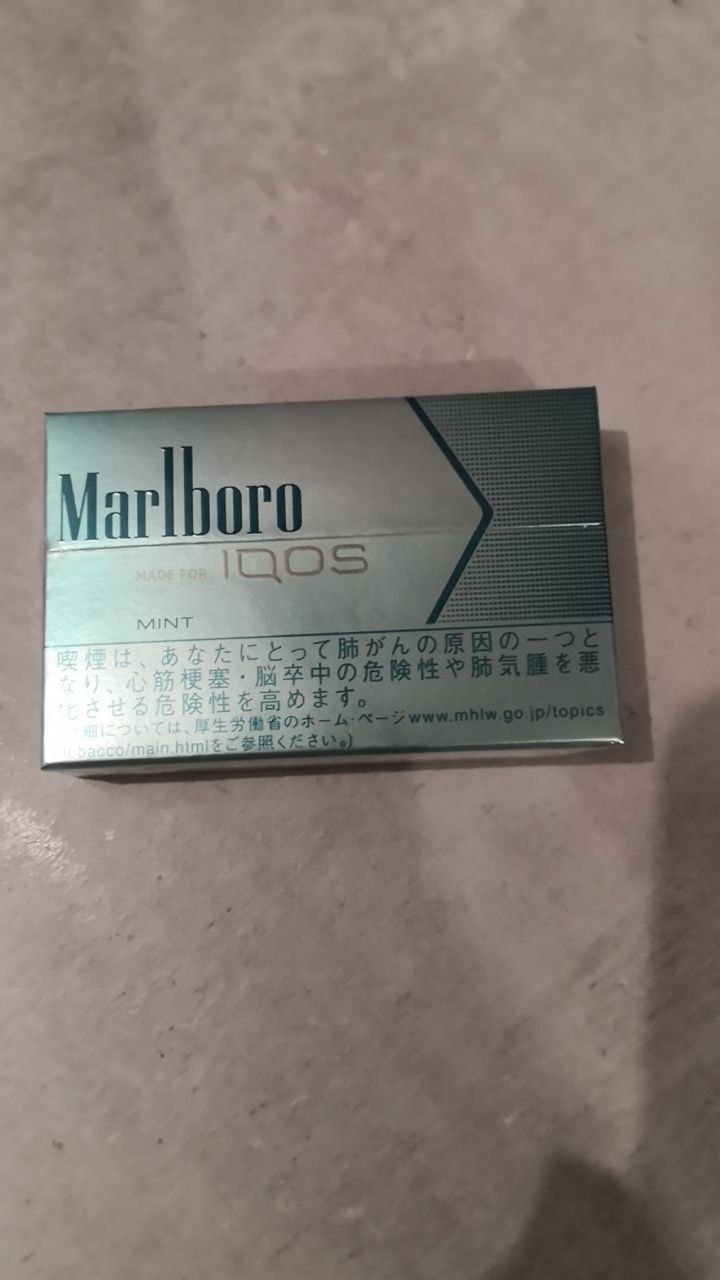 Marlboro
MADE FOR IQOS
MINT
喫煙は、あなたにとって肺がんの原因の一つと
なり、心筋梗塞・脳卒中の危険性や肺気腫を悪
化させる危険性を高めます。
細については、厚生労働省のホーム・ページwww.mhlw.go.jp/topics
obacco/main.htmlをご参照ください。)